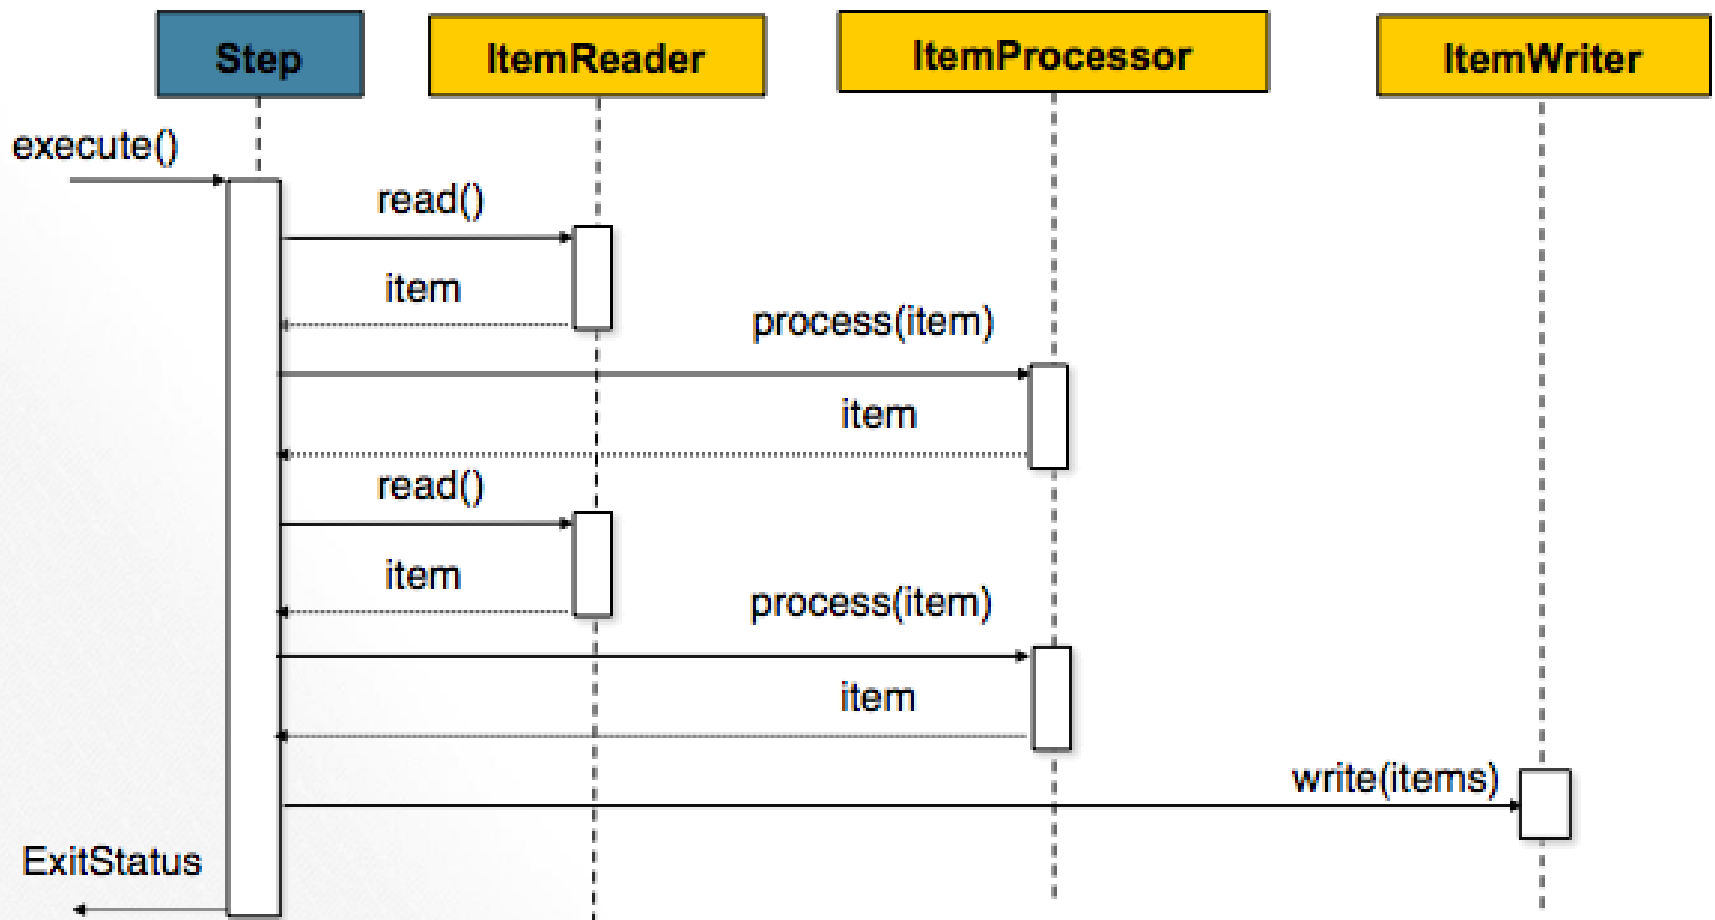 Step
ItemReader
ItemProcessor
ItemWriter
execute()
read()
item
process(item)
item
read()
item
process(item)
item
write(items)
ExitStatus